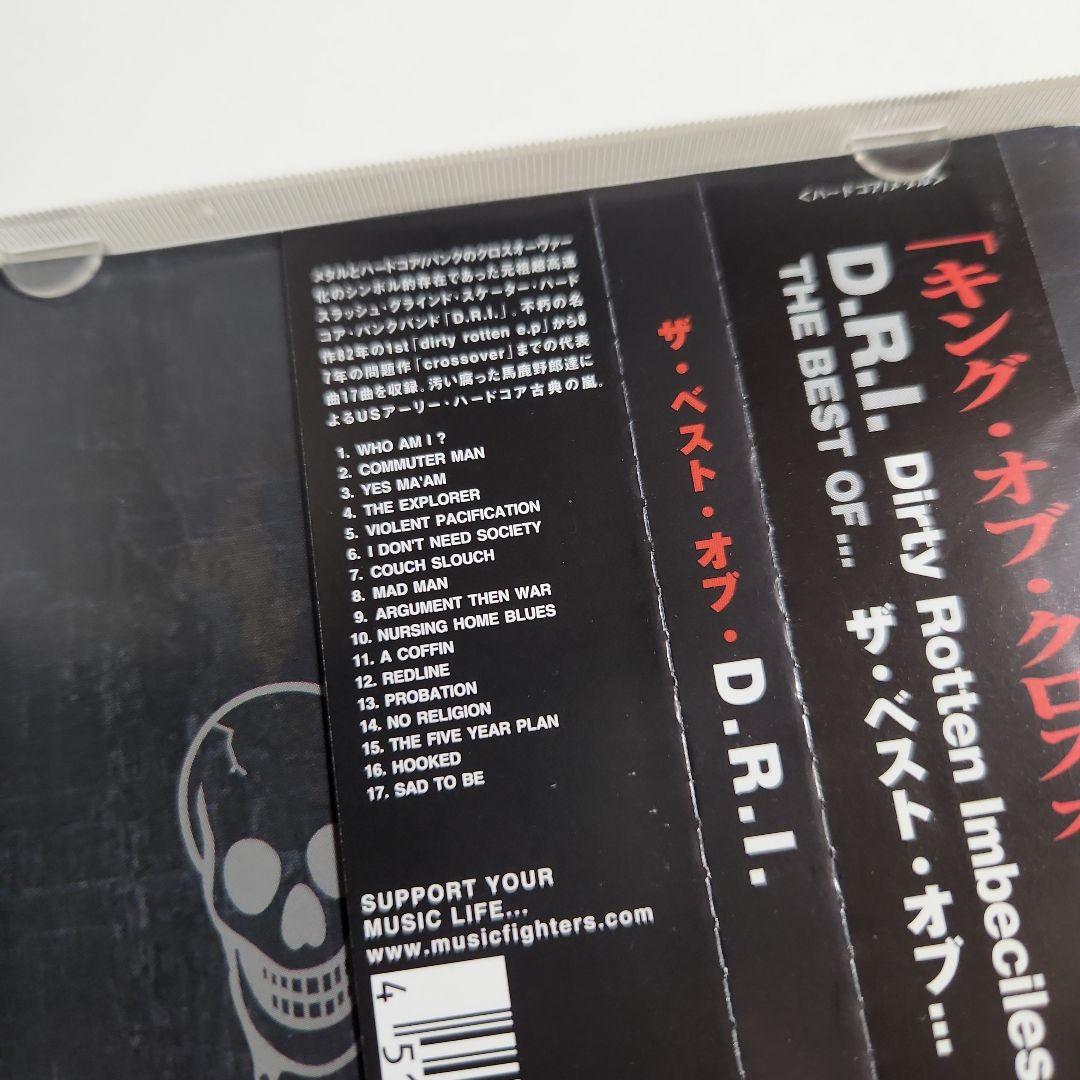 メタルとハードコア/パンクのクロスオーヴァー
化のシンボル的存在であった元祖超高速
スラッシュ・グラインド・スケーター・ハード
コア・パンクバンド「D.R.I.」。不朽の名
作82年の1st「dirty rotten e.p」から8
7年の問題作「crossover」までの代表
曲17曲を収録。汚い腐った馬鹿野郎達に
よるUSアーリー・ハードコア古典の嵐。
1. WHO AM I ?
2. COMMUTER MAN
3. YES MA'AM
4. THE EXPLORER
5. VIOLENT PACIFICATION
6. I DON'T NEED SOCIETY
7. COUCH SLOUCH
8. MAD MAN
9. ARGUMENT THEN WAR
10. NURSING HOME BLUES
11. A COFFIN
12. REDLINE
13. PROBATION
14. NO RELIGION
15. THE FIVE YEAR PLAN
16. HOOKED
17. SAD TO BE
SUPPORT YOUR
MUSIC LIFE...
www.musicfighters.com
4
ザ・ベスト・オブ・D.R.I.
<ハードコア/メタル>
「キング・オブ・クロス
D.R.I. Dirty Rotten Imbeciles
THE BEST OF... ザ・ベスト・オブ...